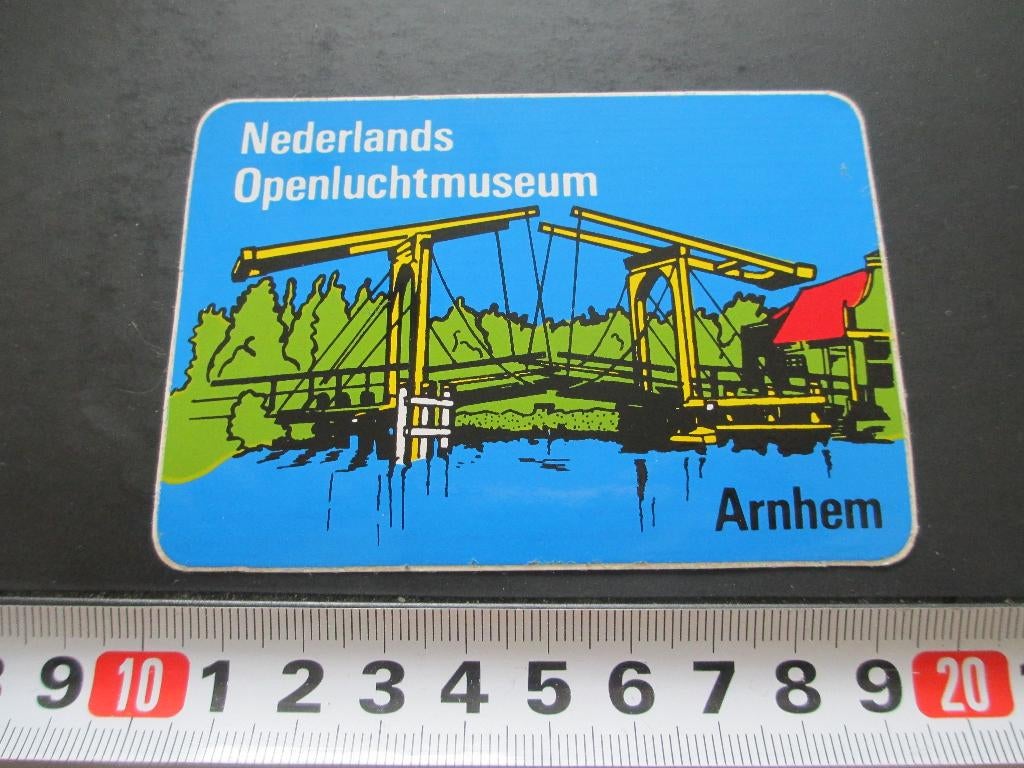 Nederlands
Openluchtmuseum
Arnhem
9 10 1 2 3 4 5 6 7 8 9 20